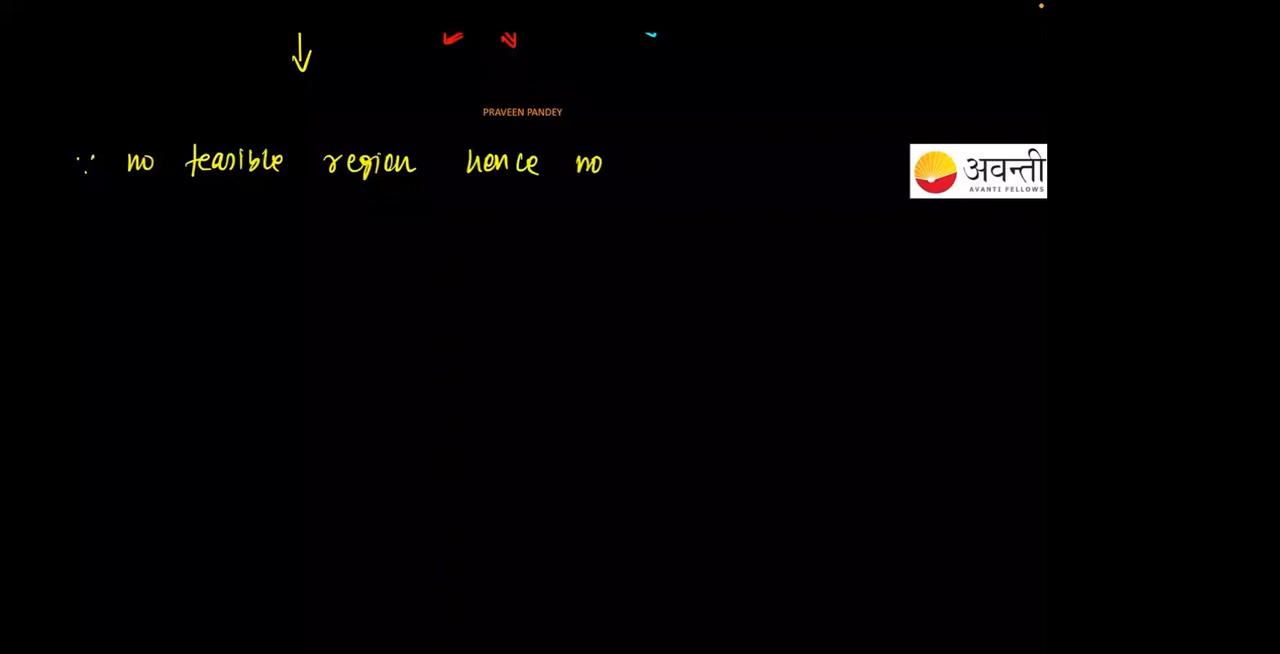 PRAVEEN PANDEY
∵ no feasible region hence no
अवन्ती
AVANTI FELLOWS